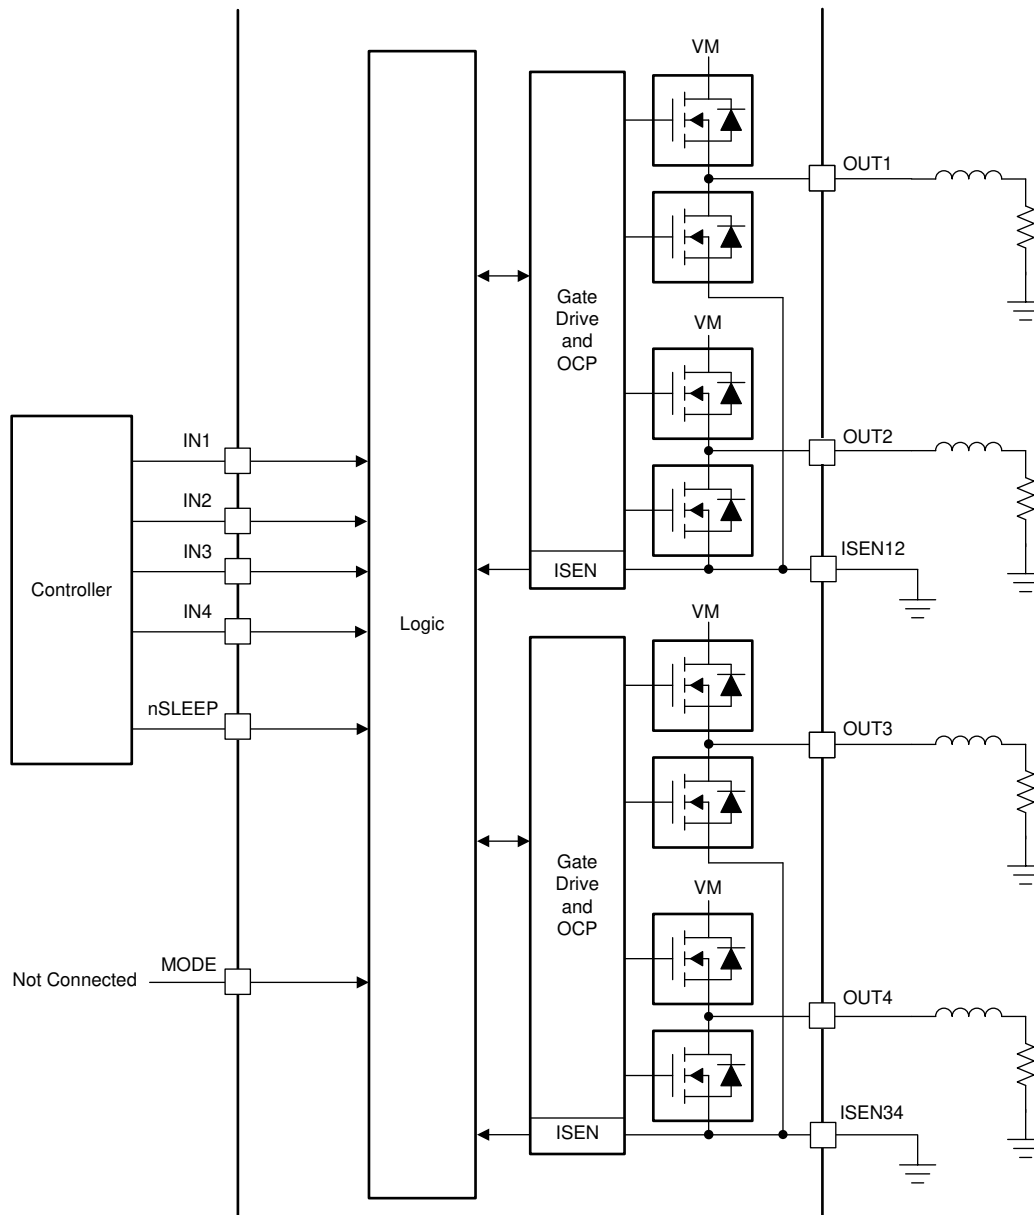 VM
OUT1
Gate
Drive
and
OCP
VM
IN1
OUT2
IN2
IN3
ISEN
ISEN12
Controller
IN4
Logic
VM
nSLEEP
OUT3
Gate
Drive
and
OCP
VM
MODE
Not Connected
OUT4
ISEN
ISEN34